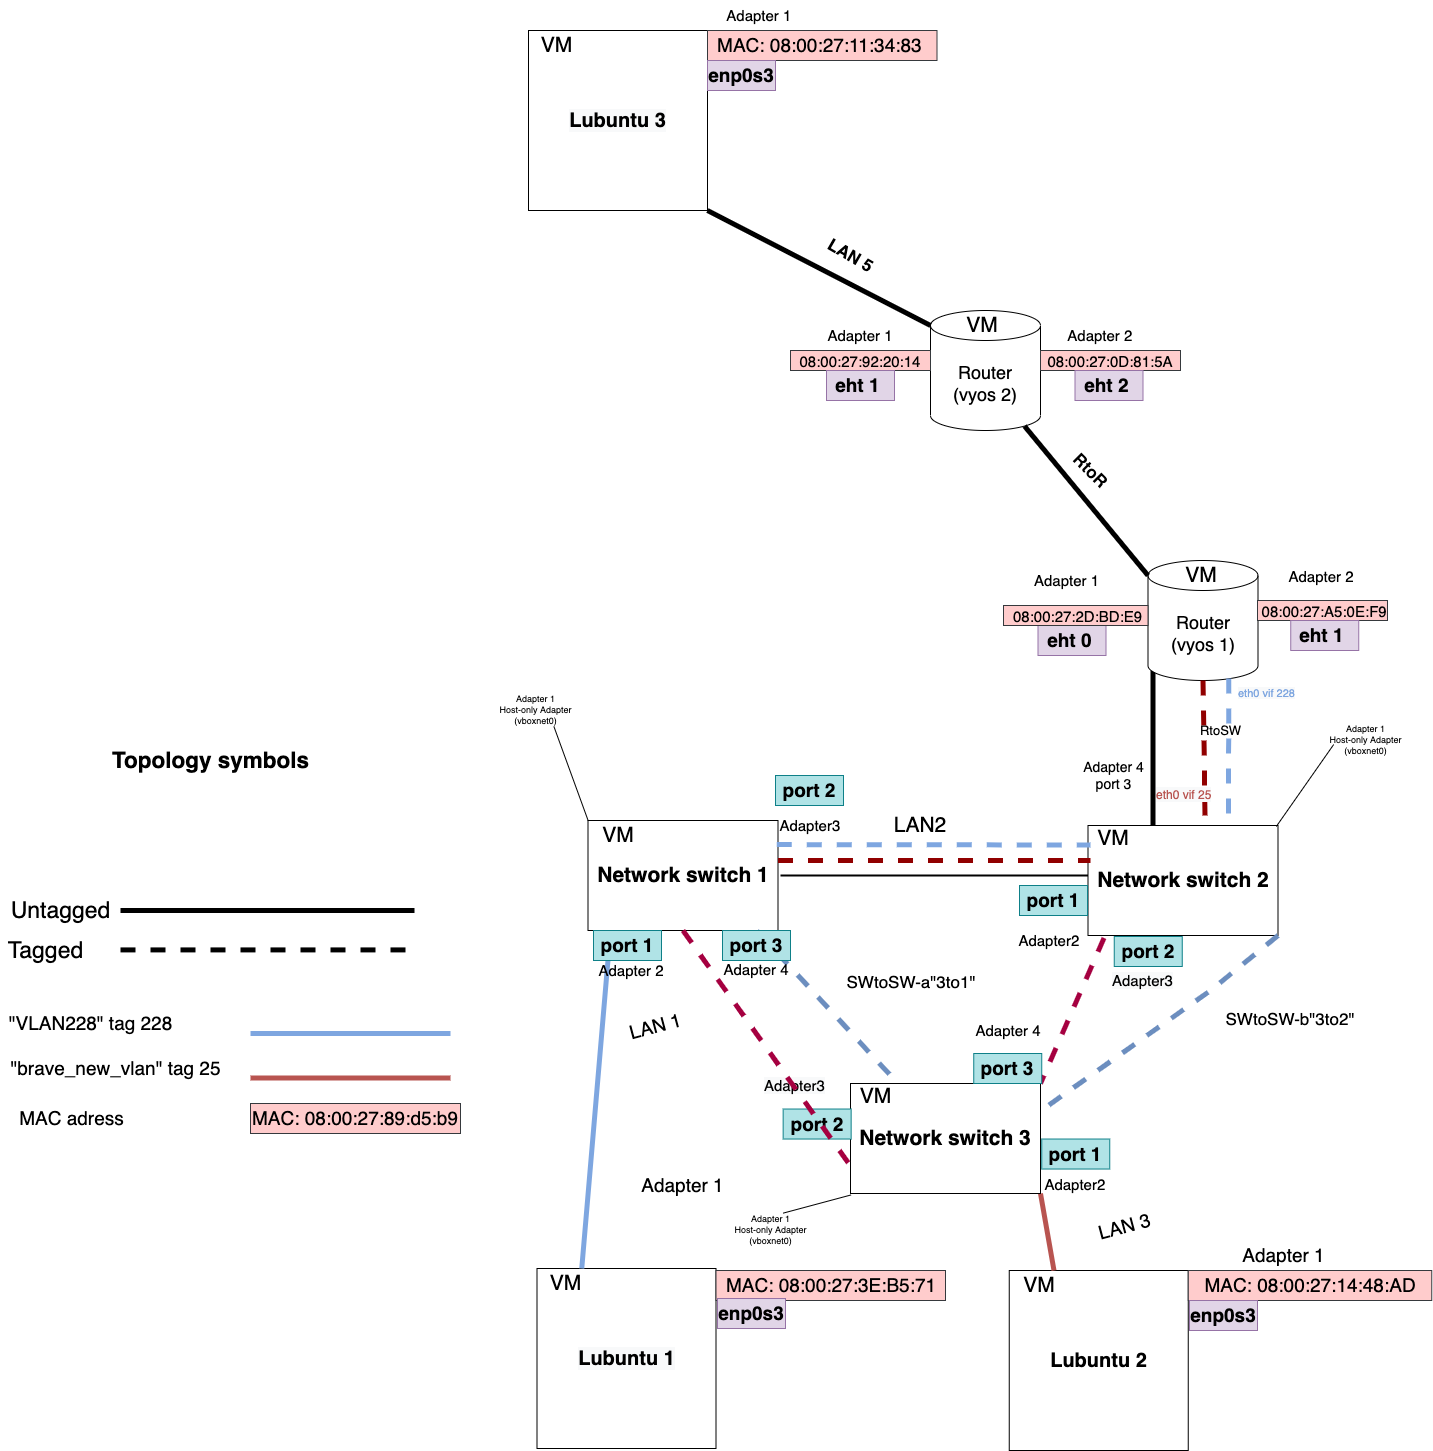 Adapter 1
VM
MAC: 08:00:27:11:34:83
enp0s3
Lubuntu 3
LAN 5
VM
Adapter 1
Adapter 2
08:00:27:92:20:14
08:00:27:0D:81:5A
Router
(vyos 2)
eht 1
eht 2
RtoR
VM
Adapter 1
Adapter 2
08:00:27:2D:BD:E9
08:00:27:A5:0E:F9
Router
(vyos 1)
eht 0
eht 1
eth0 vif 228
RtoSW
Adapter 1
Host-only Adapter
(vboxnet0)
Adapter 1
Host-only Adapter
(vboxnet0)
Topology symbols
Adapter 4
port 3
eth0 vif 25
port 2
Adapter3
LAN2
VM
Network switch 1
VM
Network switch 2
port 1
Adapter2
Untagged
Tagged
port 1
Adapter 2
port 3
Adapter 4
port 2
Adapter3
SWtoSW-a"3to1"
SWtoSW-b"3to2"
LAN 1
"VLAN228" tag 228
"brave_new_vlan" tag 25
MAC adress
MAC: 08:00:27:89:d5:b9
Adapter 4
port 3
Adapter3
port 2
VM
Network switch 3
port 1
Adapter2
Adapter 1
Adapter 1
Host-only Adapter
(vboxnet0)
LAN 3
Adapter 1
VM
MAC: 08:00:27:3E:B5:71
enp0s3
Lubuntu 1
VM
MAC: 08:00:27:14:48:AD
enp0s3
Lubuntu 2